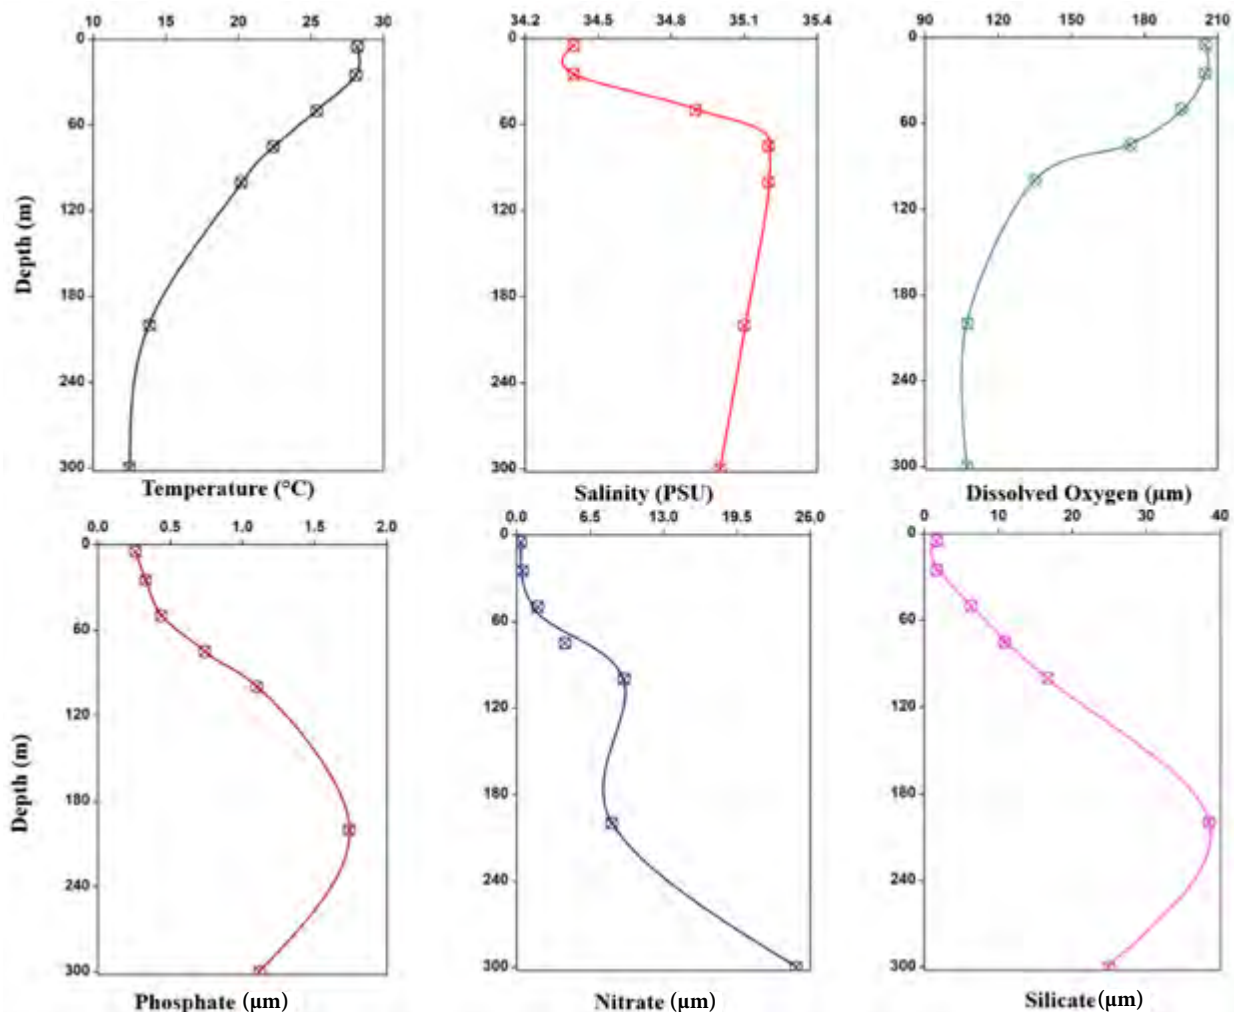 10 15 20 25 30
34.2 34.5 34.8 35.1 35.4
90 120 150 180 210
0
60
120
180
240
300
0
60
120
180
240
300
0
60
120
180
240
300
Depth (m)
Temperature (°C)
Salinity (PSU)
Dissolved Oxygen (µm)
0.0 0.5 1.0 1.5 2.0
0.0 6.5 13.0 19.5 26.0
0 10 20 30 40
0
60
120
180
240
300
0
60
120
180
240
300
0
60
120
180
240
300
Depth (m)
Phosphate (µm)
Nitrate (µm)
Silicate (µm)